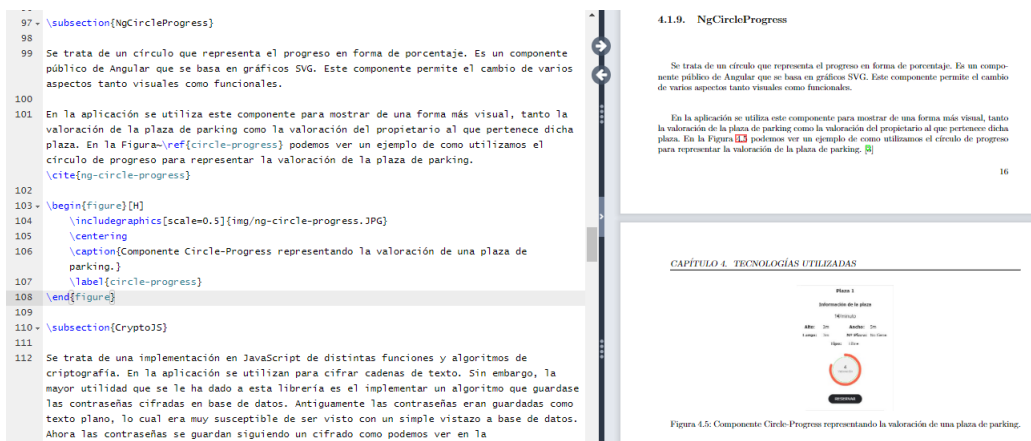 97 \subsection{NgCircleProgress}
98
99 Se trata de un círculo que representa el progreso en forma de porcentaje. Es un componente
público de Angular que se basa en gráficos SVG. Este componente permite el cambio de varios
aspectos tanto visuales como funcionales.
100
101 En la aplicación se utiliza este componente para mostrar de una forma más visual, tanto la
valoración de la plaza de parking como la valoración del propietario al que pertenece dicha
plaza. En la Figura~\ref{circle-progress} podemos ver un ejemplo de como utilizamos el
círculo de progreso para representar la valoración de la plaza de parking.
\cite{ng-circle-progress}
102
103 \begin{figure}[H]
104 \includegraphics[scale=0.5]{img/ng-circle-progress.JPG}
105 \centering
106 \caption{Componente Circle-Progress representando la valoración de una plaza de
parking.}
107 \label{circle-progress}
108 \end{figure}
109
110 \subsection{CryptoJS}
111
112 Se trata de una implementación en JavaScript de distintas funciones y algoritmos de
criptografía. En la aplicación se utilizan para cifrar cadenas de texto. Sin embargo, la
mayor utilidad que se le ha dado a esta librería es el implementar un algoritmo que guardase
las contraseñas cifradas en base de datos. Antiguamente las contraseñas eran guardadas como
texto plano, lo cual era muy susceptible de ser visto con un simple vistazo a base de datos.
Ahora las contraseñas se guardan siguiendo un cifrado como podemos ver en la
4.1.9. NgCircleProgress
Se trata de un círculo que representa el progreso en forma de porcentaje. Es un compo-
nente público de Angular que se basa en gráficos SVG. Este componente permite el cambio
de varios aspectos tanto visuales como funcionales.
En la aplicación se utiliza este componente para mostrar de una forma más visual, tanto
la valoración de la plaza de parking como la valoración del propietario al que pertenece dicha
plaza. En la Figura 4.5 podemos ver un ejemplo de como utilizamos el círculo de progreso
para representar la valoración de la plaza de parking.
16
CAPÍTULO 4. TECNOLOGÍAS UTILIZADAS
Plaza 1
Información de la plaza
Alto: 2m Ancho: 2m
Largo:
RESERVAR
Figura 4.5: Componente Circle-Progress representando la valoración de una plaza de parking.